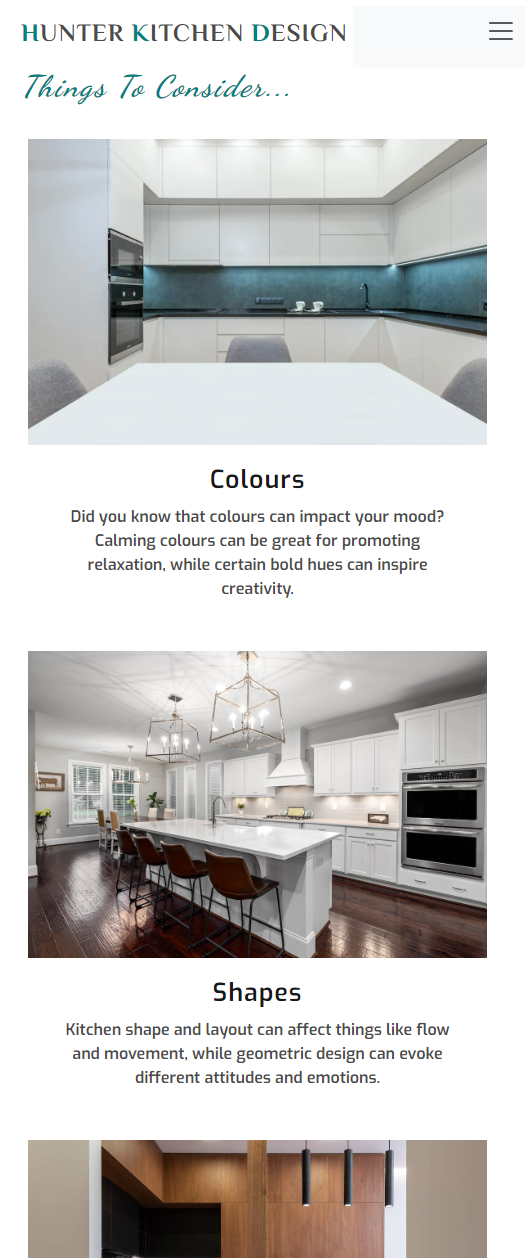 HUNTER KITCHEN DESIGN
Things To Consider...
Colours
Did you know that colours can impact your mood?
Calming colours can be great for promoting
relaxation, while certain bold hues can inspire
creativity.
Shapes
Kitchen shape and layout can affect things like flow
and movement, while geometric design can evoke
different attitudes and emotions.